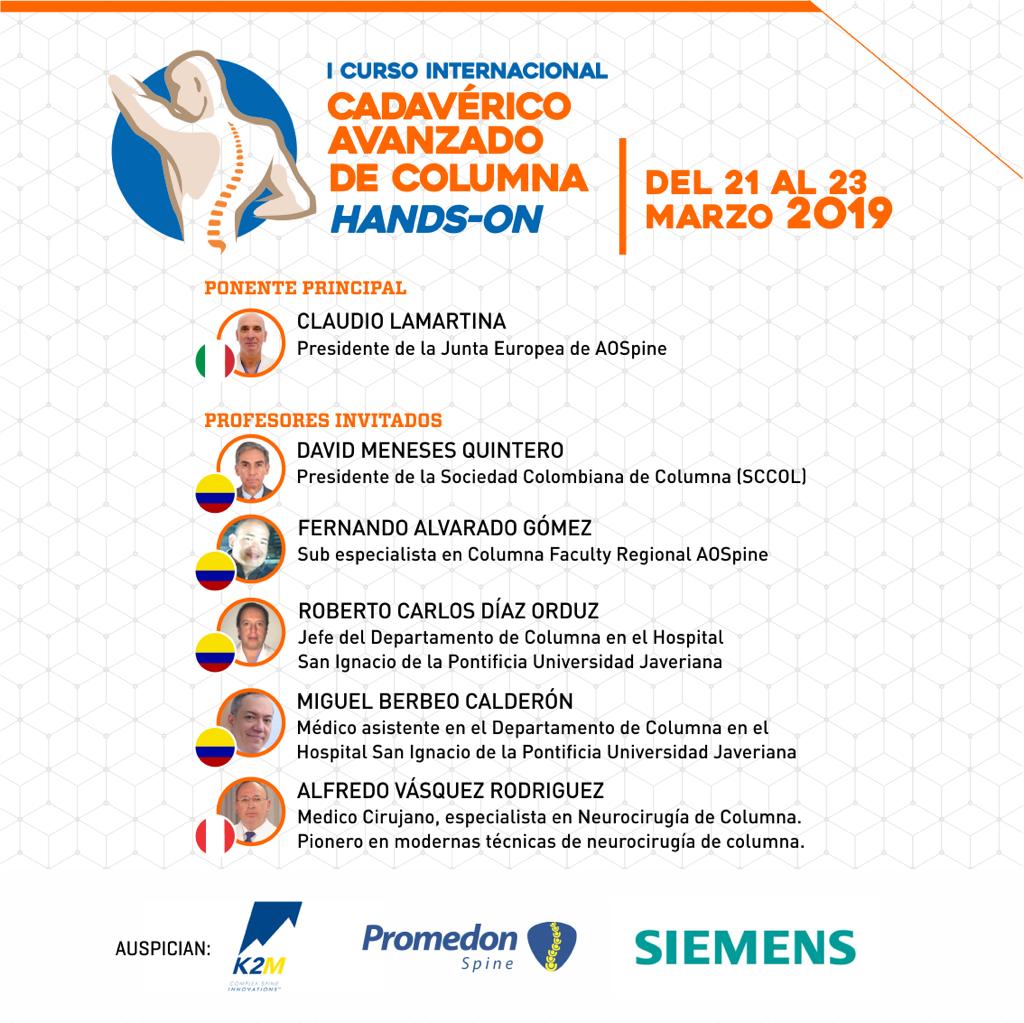 I CURSO INTERNACIONAL
CADAVÉRICO
AVANZADO
DE COLUMNA
HANDS-ON
DEL 21 AL 23
MARZO 2019
PONENTE PRINCIPAL
CLAUDIO LAMARTINA
Presidente de la Junta Europea de AOSpine
PROFESORES INVITADOS
DAVID MENESES QUINTERO
Presidente de la Sociedad Colombiana de Columna (SCCOL)
FERNANDO ALVARADO GÓMEZ
Sub especialista en Columna Faculty Regional AOSpine
ROBERTO CARLOS DÍAZ ORDUZ
Jefe del Departamento de Columna en el Hospital
San Ignacio de la Pontificia Universidad Javeriana
MIGUEL BERBEO CALDERÓN
Médico asistente en el Departamento de Columna en el
Hospital San Ignacio de la Pontificia Universidad Javeriana
ALFREDO VÁSQUEZ RODRIGUEZ
Medico Cirujano, especialista en Neurocirugía de Columna.
Pionero en modernas técnicas de neurocirugía de columna.
AUSPICIAN:
K2M
COMPLEX SPINE
INNOVATIONS™
Promedon
Spine
SIEMENS